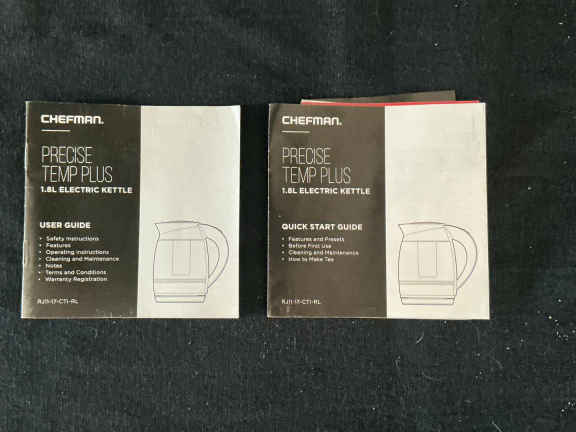 CHEFMAN.
PRECISE
TEMP PLUS
1.8L ELECTRIC KETTLE
USER GUIDE
• Safety Instructions
• Features
• Operating Instructions
• Cleaning and Maintenance
• Notes
• Terms and Conditions
• Warranty Registration
RJ11-17-CTI-RL
CHEFMAN.
PRECISE
TEMP PLUS
1.8L ELECTRIC KETTLE
QUICK START GUIDE
• Features and Presets
• Before First Use
• Cleaning and Maintenance
• How to Make Tea
RJ11-17-CTI-RL